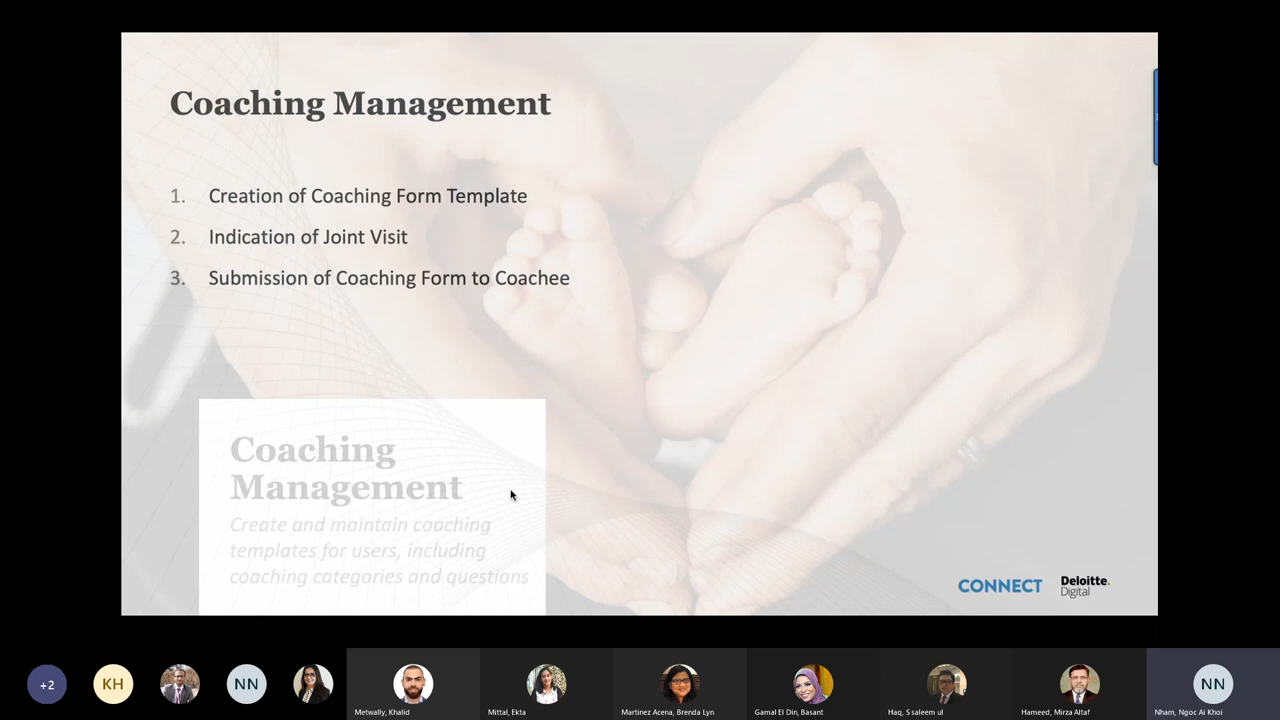 Coaching Management
1. Creation of Coaching Form Template
2. Indication of Joint Visit
3. Submission of Coaching Form to Coachee
Coaching
Management
Create and maintain coaching
templates for users, including
coaching categories and questions
CONNECT
Deloitte.
Digital
+2
KH
NN
NN
Metwally, Khalid
Mittal, Ekta
Martinez Acena, Brenda Lyn
Gamal El Din, Basant
Haq, S saleem ul
Hameed, Mirza Altaf
Nham, Ngoc Ai Khoi